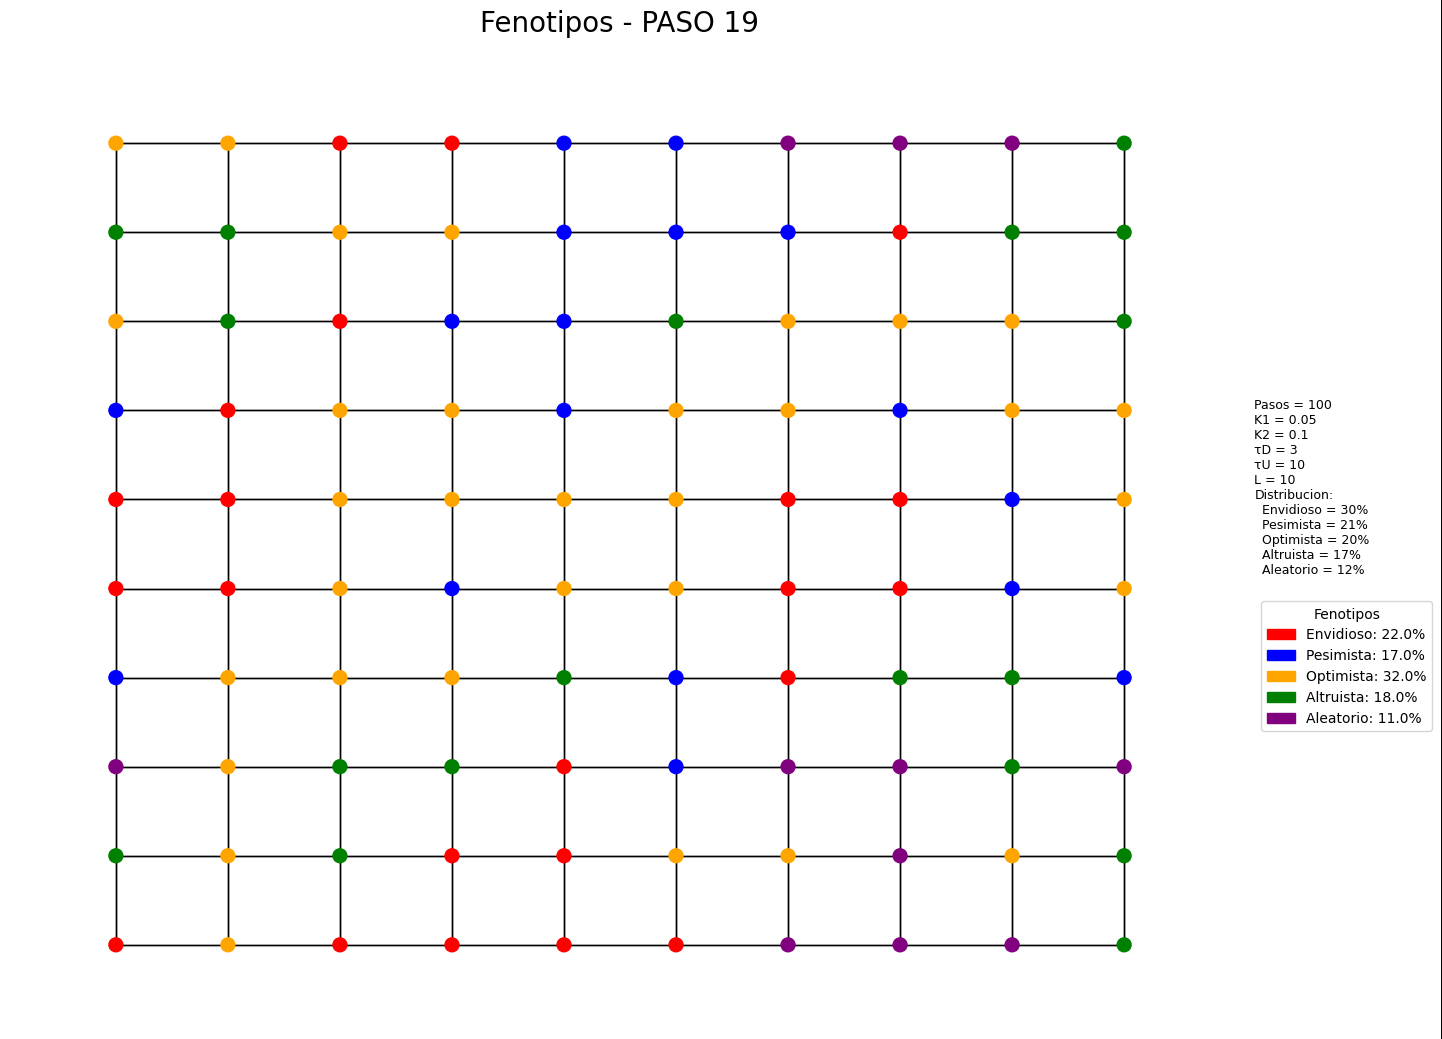 Fenotipos - PASO 19
Pasos = 100
K1 = 0.05
K2 = 0.1
τD = 3
τU = 10
L = 10
Distribucion:
Envidioso = 30%
Pesimista = 21%
Optimista = 20%
Altruista = 17%
Aleatorio = 12%
Fenotipos
Envidioso: 22.0%
Pesimista: 17.0%
Optimista: 32.0%
Altruista: 18.0%
Aleatorio: 11.0%